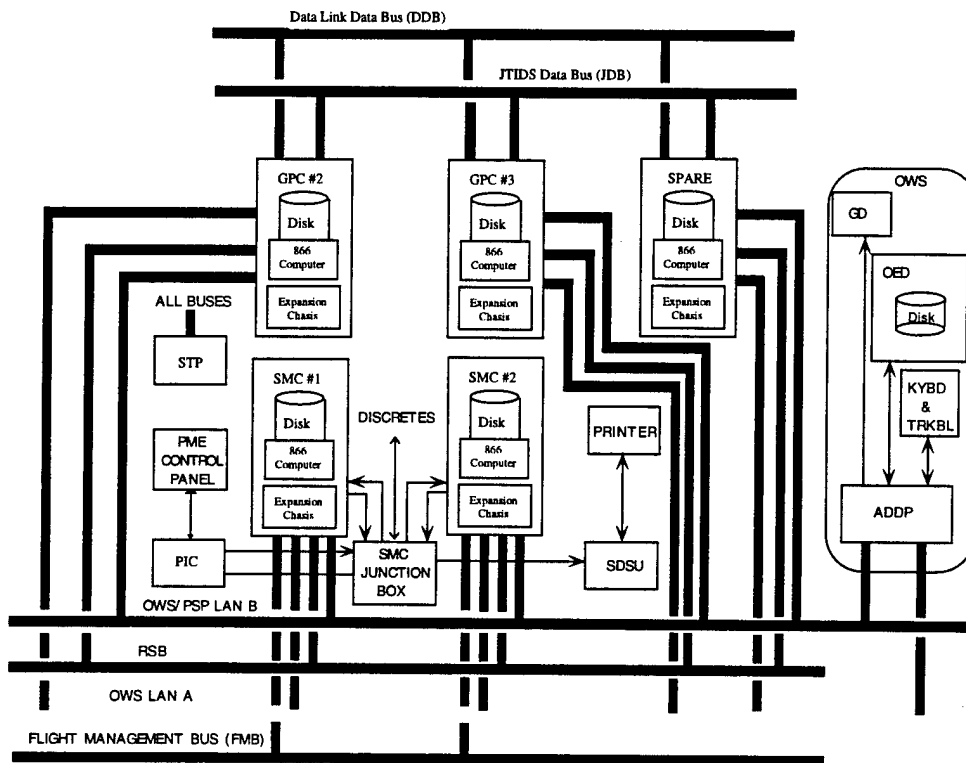 Data Link Data Bus (DDB)
JTIDS Data Bus (JDB)
GPC #2
Disk
866
Computer
Expansion
Chasis
GPC #3
Disk
866
Computer
Expansion
Chasis
SPARE
Disk
866
Computer
Expansion
Chasis
OWS
GD
OED
Disk
KYBD
&
TRKBL
ADDP
ALL BUSES
STP
SMC #1
Disk
866
Computer
Expansion
Chasis
DISCRETES
SMC #2
Disk
866
Computer
Expansion
Chasis
PRINTER
PME
CONTROL
PANEL
PIC
SMC
JUNCTION
BOX
SDSU
OWS/PSP LAN B
RSB
OWS LAN A
FLIGHT MANAGEMENT BUS (FMB)